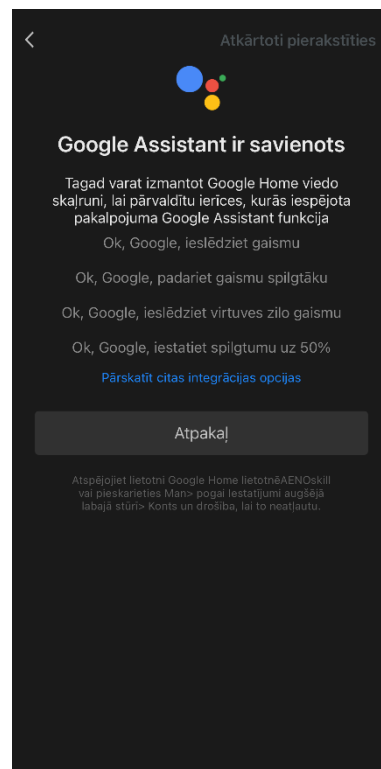 Atkārtoti pierakstīties
Google Assistant ir savienots
Tagad varat izmantot Google Home viedo
skaļruni, lai pārvaldītu ierīces, kurās iespējota
pakalpojuma Google Assistant funkcija
Ok, Google, ieslēdziet gaismu
Ok, Google, padariet gaismu spilgtāku
Ok, Google, ieslēdziet virtuves zilo gaismu
Ok, Google, iestatiet spilgtumu uz 50%
Pārskatīt citas integrācijas opcijas
Atpakaļ
Atspējojiet lietotni Google Home lietotnēAENOskill
vai pieskarieties Man> pogai Iestatījumi augšējā
labajā stūrī> Konts un drošība, lai to neatļautu.